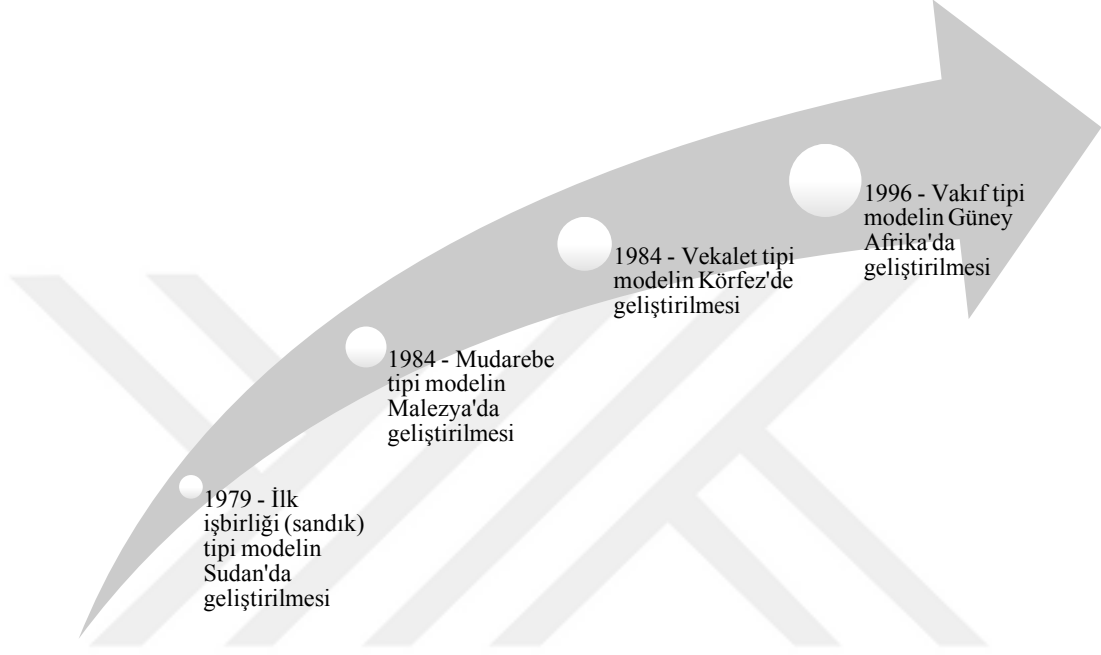 1979 - İlk
işbirliği (sandık)
tipi modelin
Sudan'da
geliştirilmesi
1984 - Mudarebe
tipi modelin
Malezya'da
geliştirilmesi
1984 - Vekalet tipi
modelin Körfez'de
geliştirilmesi
1996 - Vakıf tipi
modelin Güney
Afrika'da
geliştirilmesi